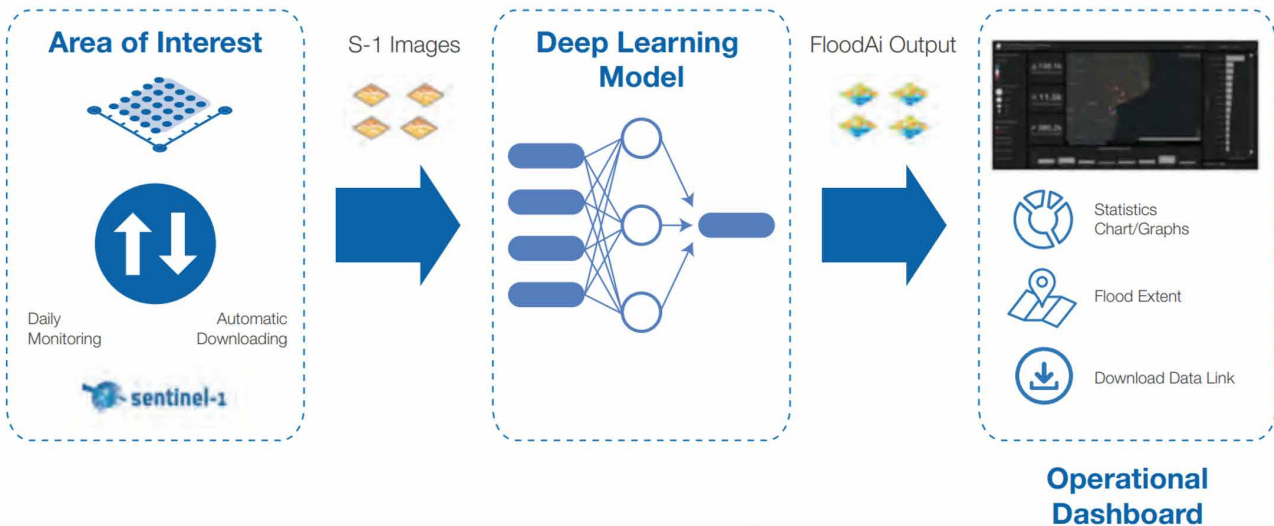 Area of Interest
Daily
Monitoring
Automatic
Downloading
sentinel-1
S-1 Images
Deep Learning
Model
FloodAi Output
Statistics
Chart/Graphs
Flood Extent
Download Data Link
Operational
Dashboard